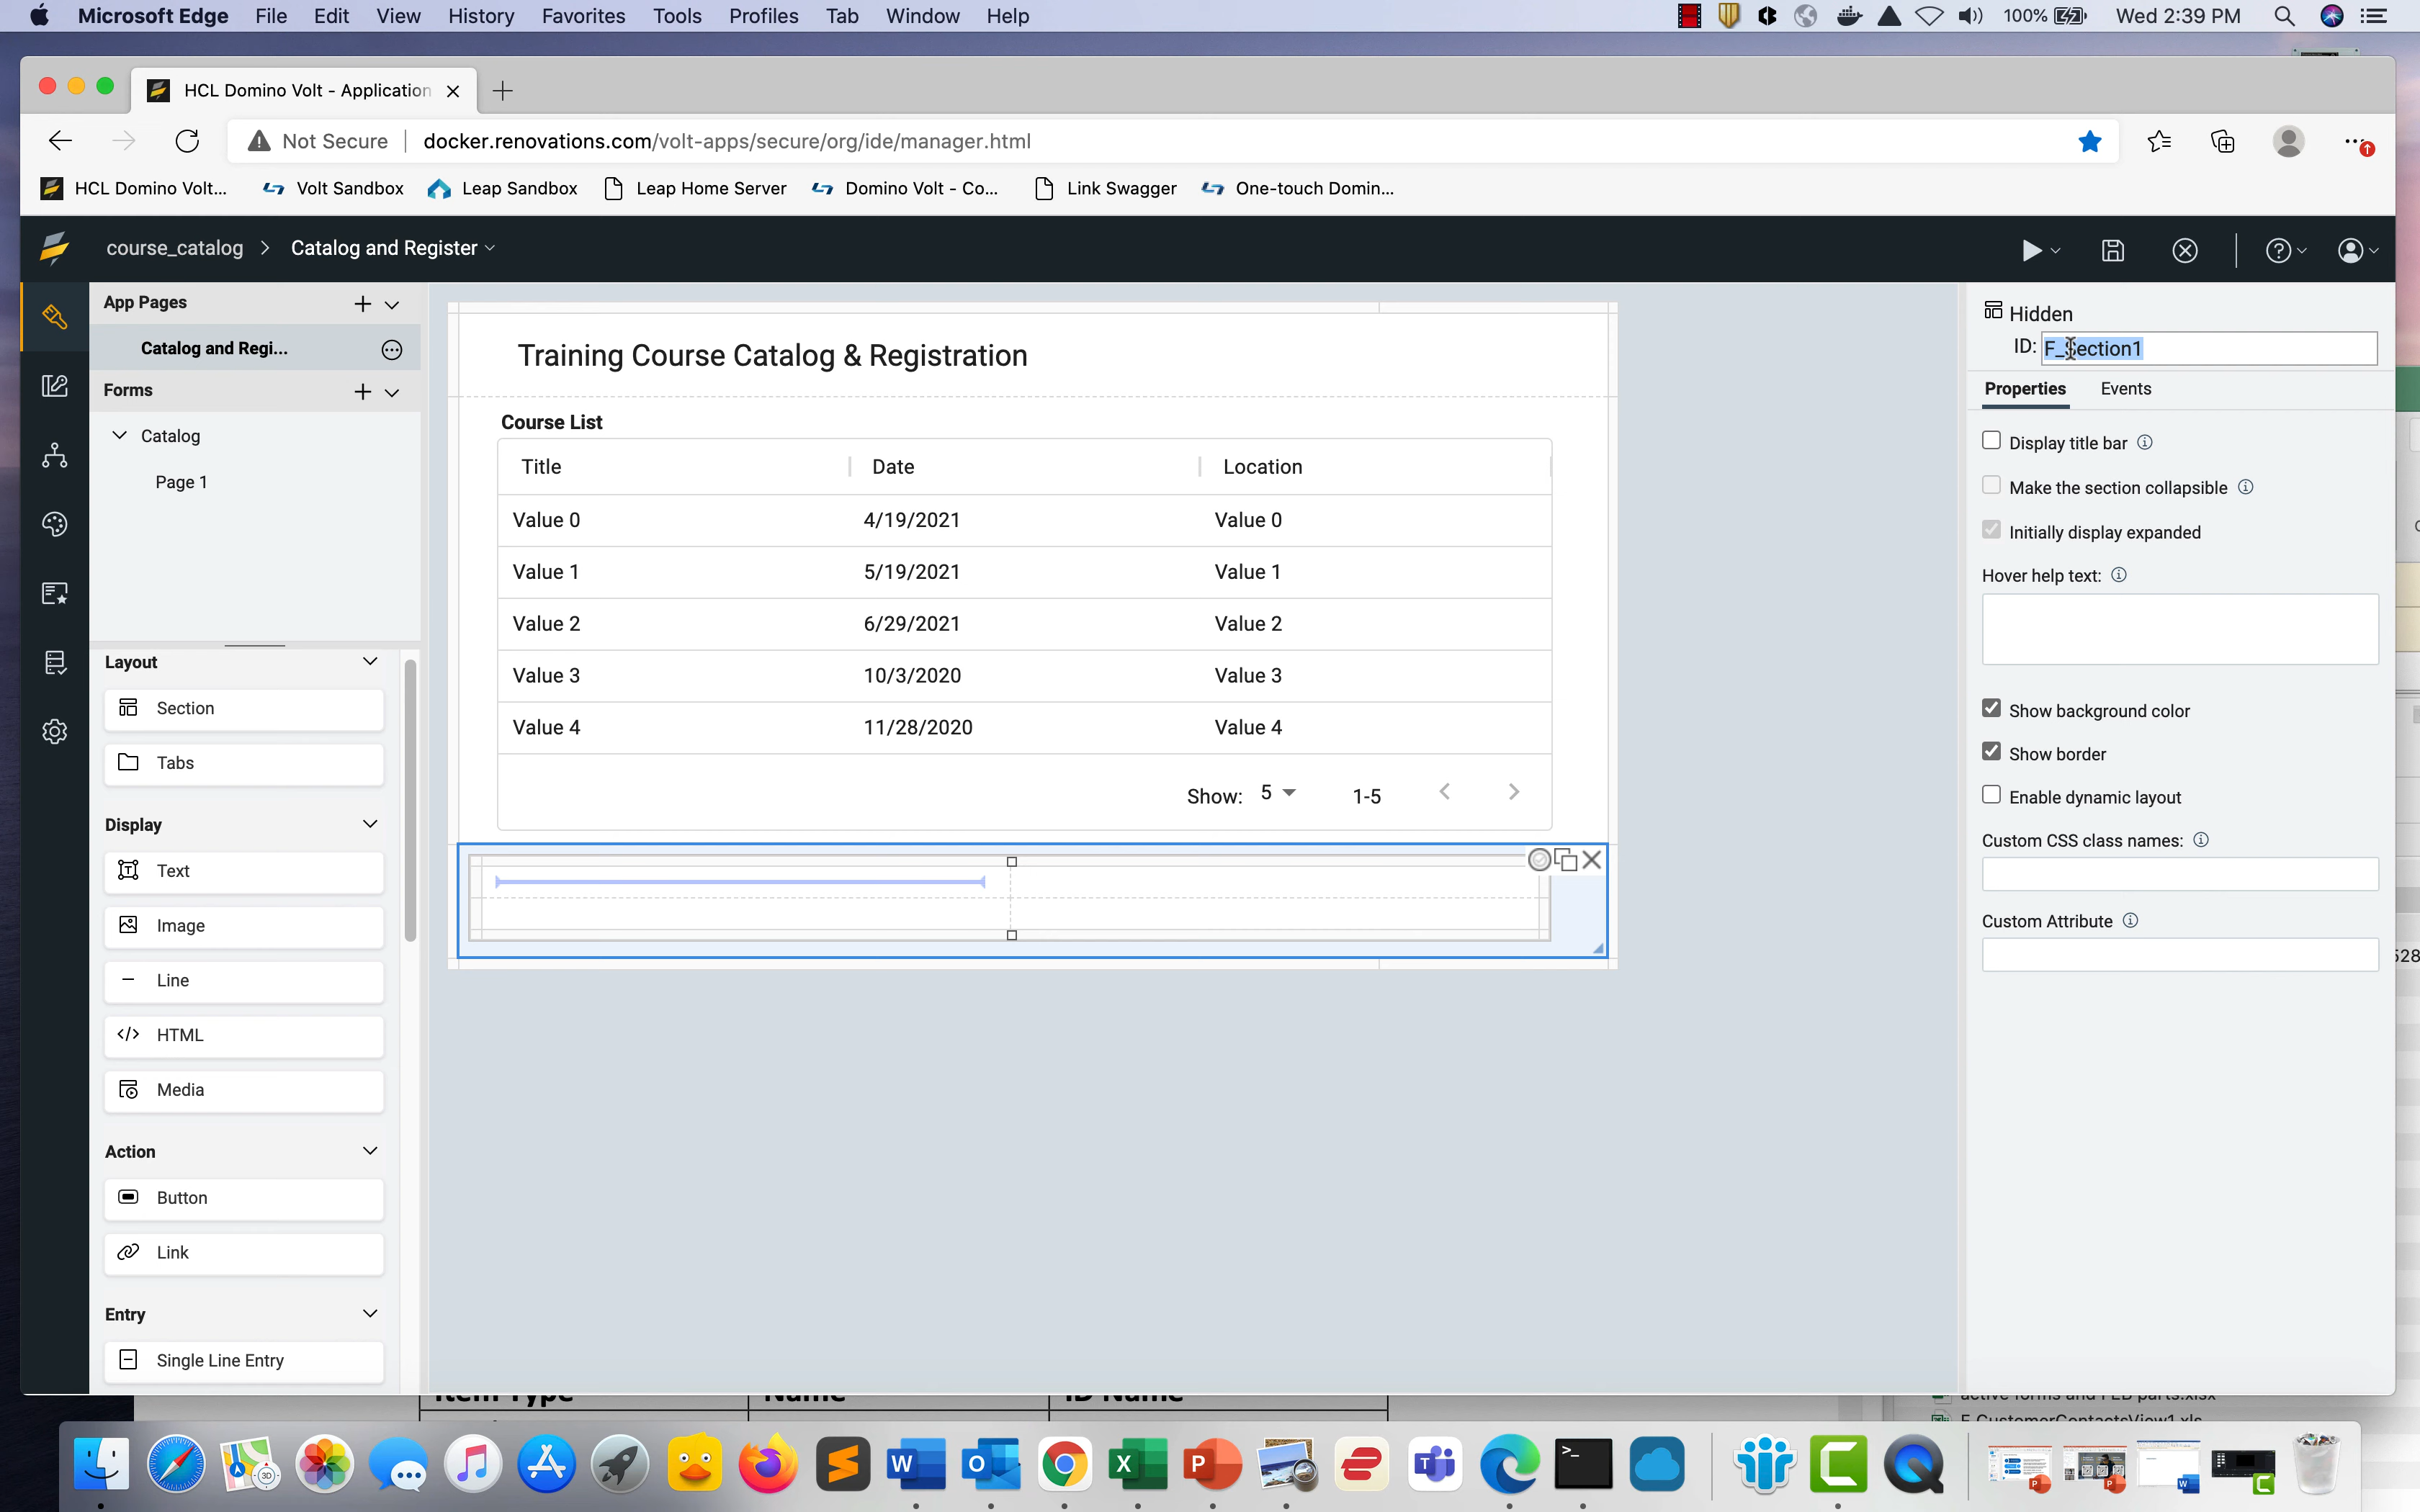 Microsoft Edge File Edit View History Favorites Tools Profiles Tab Window Help 100% Wed 2:39 PM
HCL Domino Volt - Application
Not Secure docker.renovations.com/volt-apps/secure/org/ide/manager.html
HCL Domino Volt... Volt Sandbox Leap Sandbox Leap Home Server Domino Volt - Co... Link Swagger One-touch Domin...
course_catalog > Catalog and Register
App Pages
Catalog and Regi...
Forms
Catalog
Page 1
Layout
Section
Tabs
Display
Text
Image
Line
HTML
Media
Action
Button
Link
Entry
Single Line Entry
Training Course Catalog & Registration
Course List
Title Date Location
Value 0 4/19/2021 Value 0
Value 1 5/19/2021 Value 1
Value 2 6/29/2021 Value 2
Value 3 10/3/2020 Value 3
Value 4 11/28/2020 Value 4
Show: 5 1-5
Hidden
ID: F_Section1
Properties Events
Display title bar
Make the section collapsible
Initially display expanded
Hover help text:
Show background color
Show border
Enable dynamic layout
Custom CSS class names:
Custom Attribute
528
Item Type Name ID Name